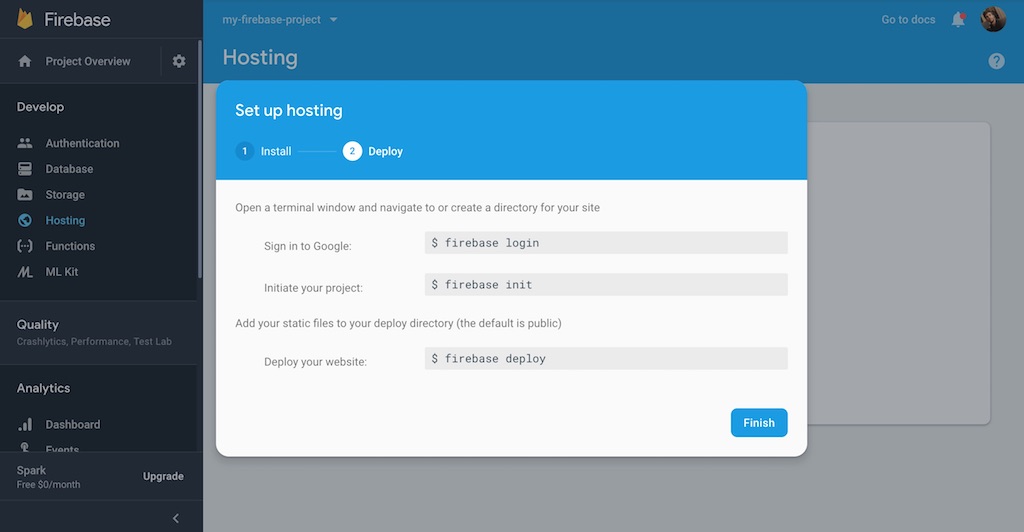 Firebase
Project Overview
Develop
Authentication
Database
Storage
Hosting
Functions
ML Kit
Quality
Crashlytics, Performance, Test Lab
Analytics
Dashboard
Events
Spark
Free $0/month
Upgrade
my-firebase-project
Go to docs
Hosting
Set up hosting
1 Install
2 Deploy
Open a terminal window and navigate to or create a directory for your site
Sign in to Google: $ firebase login
Initiate your project: $ firebase init
Add your static files to your deploy directory (the default is public)
Deploy your website: $ firebase deploy
Finish